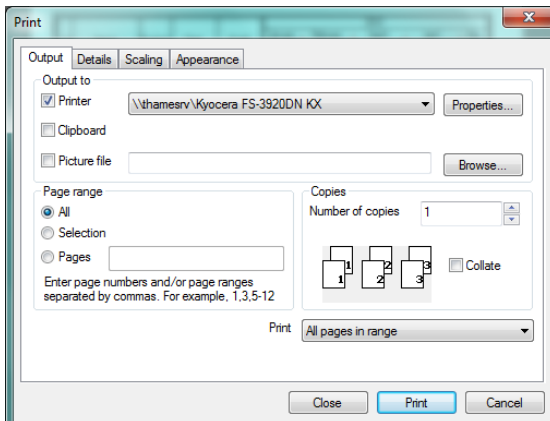 Print
Output Details Scaling Appearance
Output to
Printer \\thamesrv\Kyocera FS-3920DN KX Properties...
Clipboard
Picture file Browse...
Page range
All
Selection
Pages
Enter page numbers and/or page ranges
separated by commas. For example, 1,3,5-12
Copies
Number of copies 1
1 1 2 2 3 3
Collate
Print All pages in range
Close Print Cancel